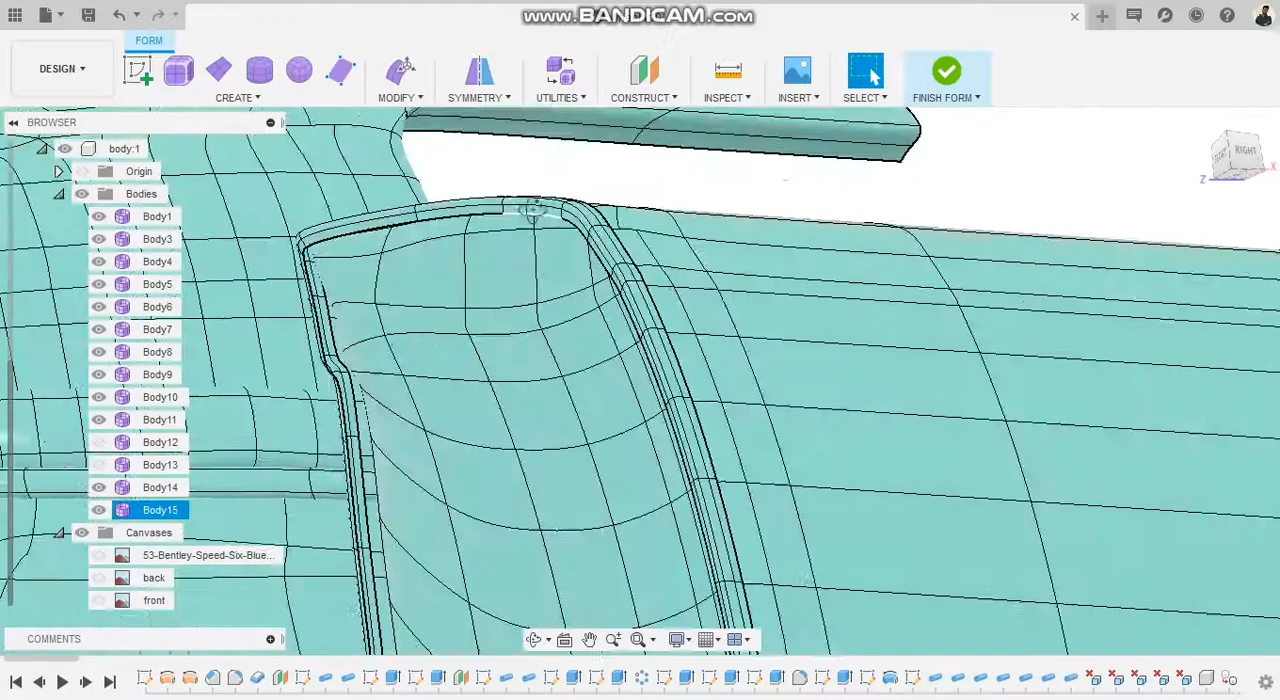 www.BANDICAM.com
FORM
DESIGN
CREATE
MODIFY
SYMMETRY
UTILITIES
CONSTRUCT
INSPECT
INSERT
SELECT
FINISH FORM
BROWSER
body:1
Origin
Bodies
Body1
Body3
Body4
Body5
Body6
Body7
Body8
Body9
Body10
Body11
Body12
Body13
Body14
Body15
Canvases
53-Bentley-Speed-Six-Blue...
back
front
COMMENTS
RIGHT
Z
X